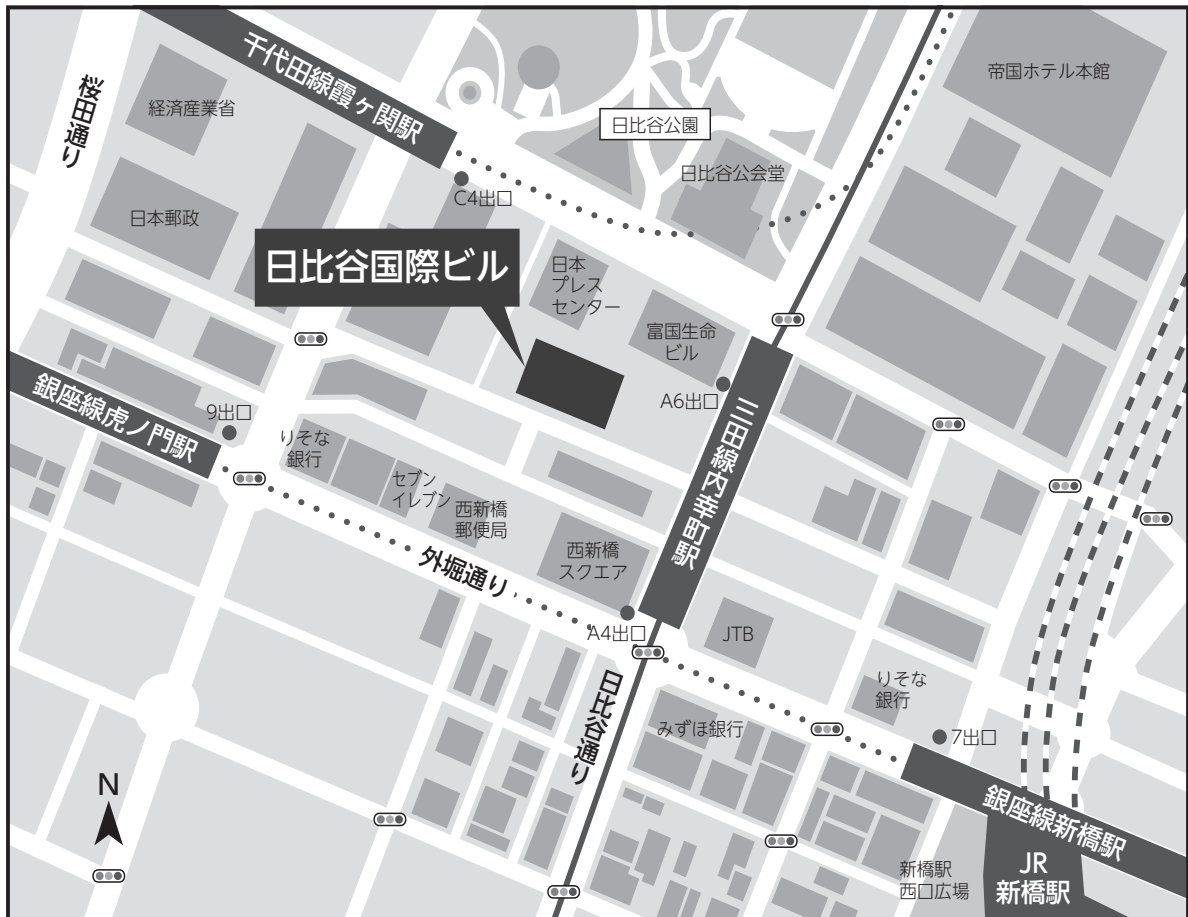 千代田線霞ヶ関駅
桜田通り
経済産業省
帝国ホテル本館
日比谷公園
日比谷公会堂
C4出口
日本郵政
日比谷国際ビル
日本
プレス
センター
富国生命
ビル
A6出口
銀座線虎ノ門駅
9出口
りそな
銀行
セブン
イレブン
西新橋
郵便局
三田線内幸町駅
西新橋
スクエア
外堀通り
A4出口
JTB
りそな
銀行
日比谷通り
みずほ銀行
7出口
N
銀座線新橋駅
新橋駅
西口広場
JR
新橋駅